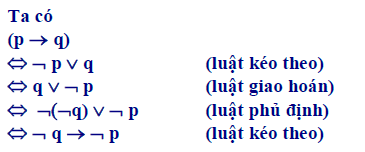 Ta có
(p → q)
⇔ ¬ p ∨ q (luật kéo theo)
⇔ q ∨ ¬ p (luật giao hoán)
⇔ ¬(¬q) ∨ ¬ p (luật phủ định)
⇔ ¬ q → ¬ p (luật kéo theo)